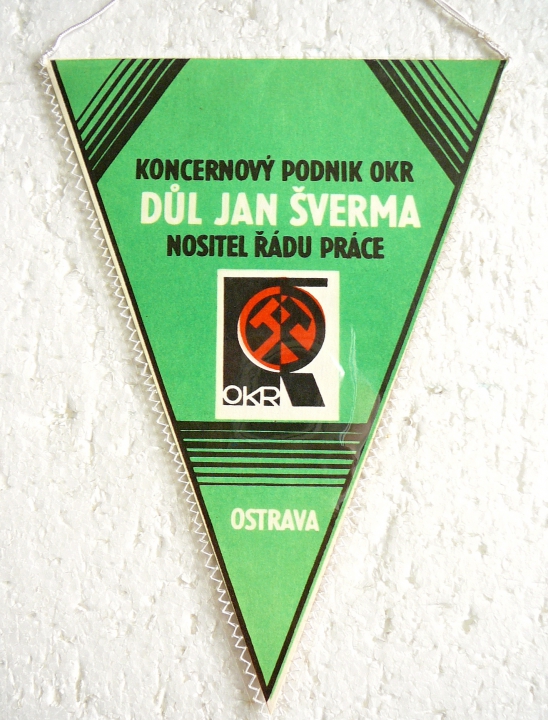 KONCERNOVÝ PODNIK OKR
DŮL JAN ŠVERMA
NOSITEL ŘÁDU PRÁCE
OKR
OSTRAVA